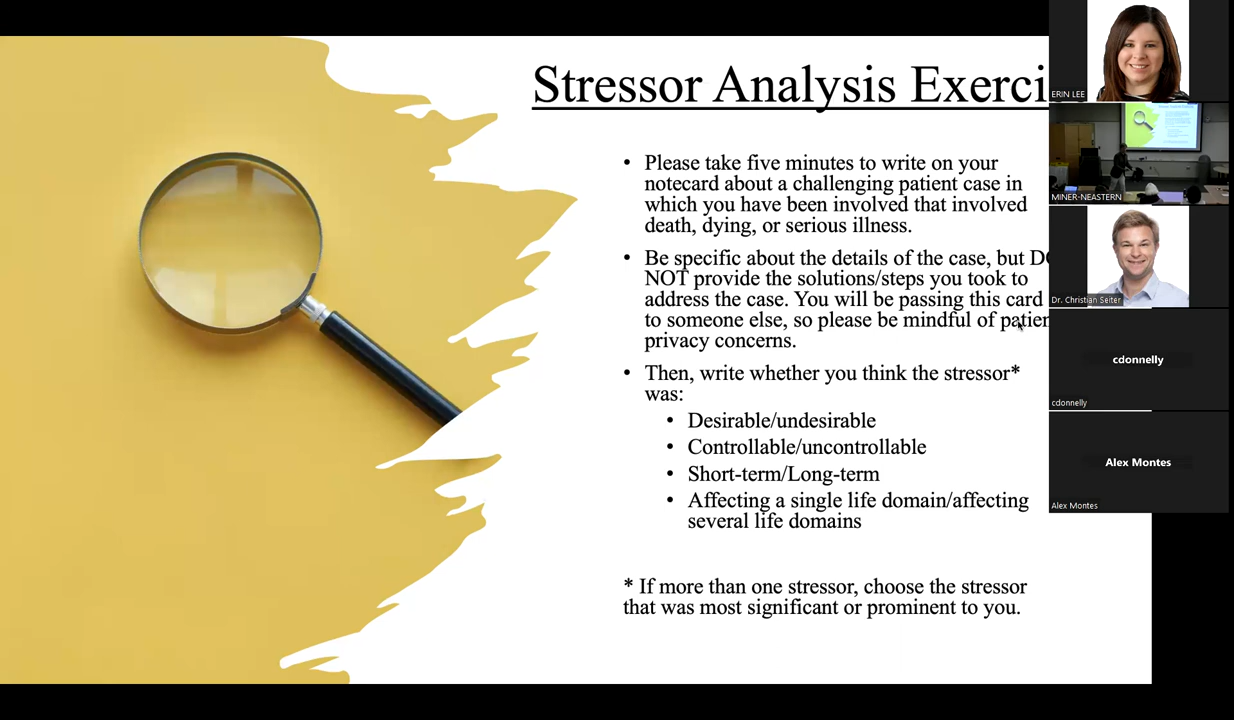 Stressor Analysis Exerci
• Please take five minutes to write on your
notecard about a challenging patient case in
which you have been involved that involved
death, dying, or serious illness.
• Be specific about the details of the case, but DO
NOT provide the solutions/steps you took to
address the case. You will be passing this card
to someone else, so please be mindful of patien
privacy concerns.
• Then, write whether you think the stressor*
was:
• Desirable/undesirable
• Controllable/uncontrollable
• Short-term/Long-term
• Affecting a single life domain/affecting
several life domains
* If more than one stressor, choose the stressor
that was most significant or prominent to you.
ERIN LEE
MINER-NEASTERN
Dr. Christian Seiter
cdonnelly
cdonnelly
Alex Montes
Alex Montes